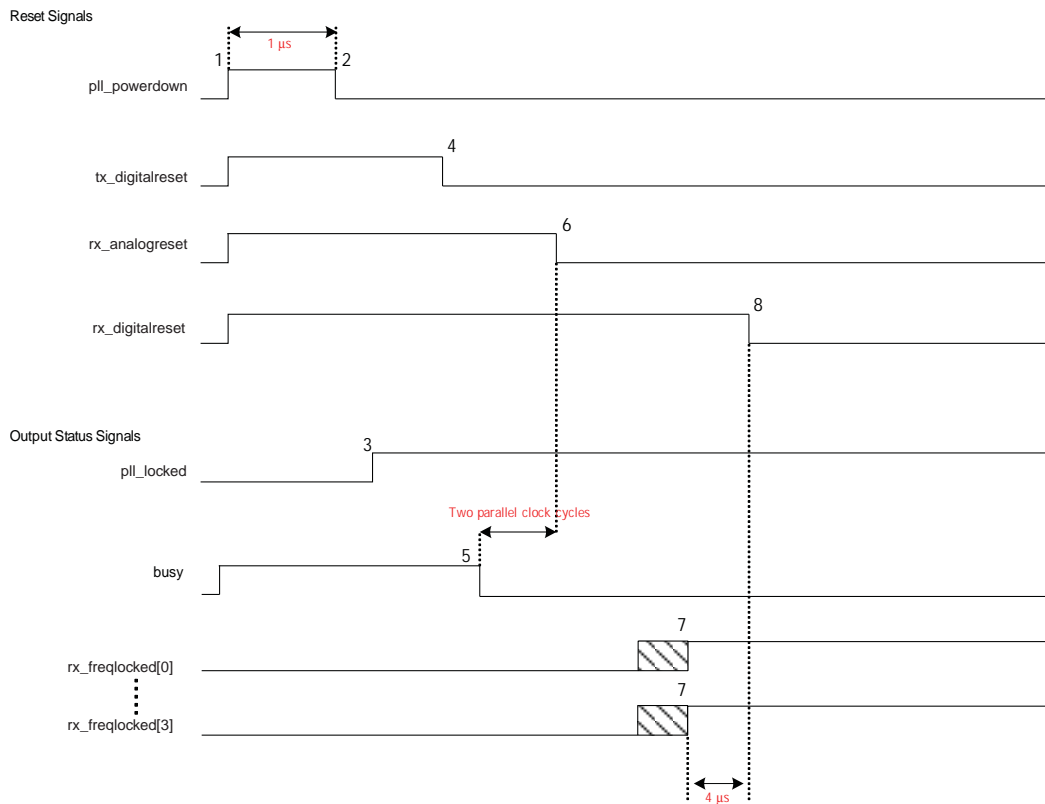 Reset Signals
1 μs
1
2
pll_powerdown
4
tx_digitalreset
6
rx_analogreset
8
rx_digitalreset
Output Status Signals
3
pll_locked
Two parallel clock cycles
5
busy
7
rx_freqlocked[0]
7
rx_freqlocked[3]
4 μs